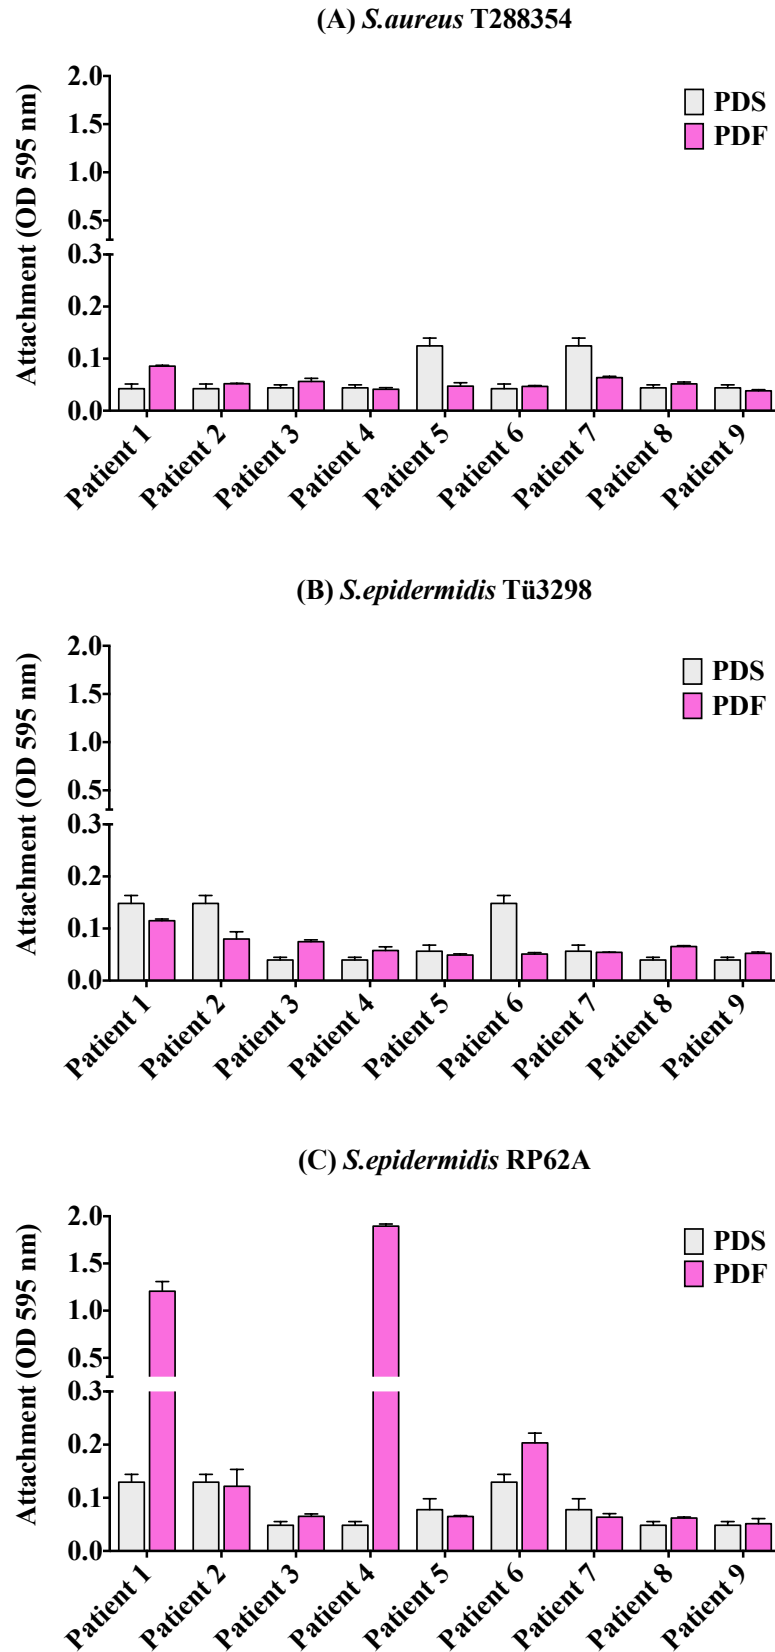 (A) S.aureus T288354
Attachment (OD 595 nm)
2.0
1.5
1.0
0.5
0.3
0.2
0.1
0.0
PDS
PDF
Patient 1
Patient 2
Patient 3
Patient 4
Patient 5
Patient 6
Patient 7
Patient 8
Patient 9
(B) S.epidermidis Tü3298
Attachment (OD 595 nm)
2.0
1.5
1.0
0.5
0.3
0.2
0.1
0.0
PDS
PDF
Patient 1
Patient 2
Patient 3
Patient 4
Patient 5
Patient 6
Patient 7
Patient 8
Patient 9
(C) S.epidermidis RP62A
Attachment (OD 595 nm)
2.0
1.5
1.0
0.5
0.3
0.2
0.1
0.0
PDS
PDF
Patient 1
Patient 2
Patient 3
Patient 4
Patient 5
Patient 6
Patient 7
Patient 8
Patient 9